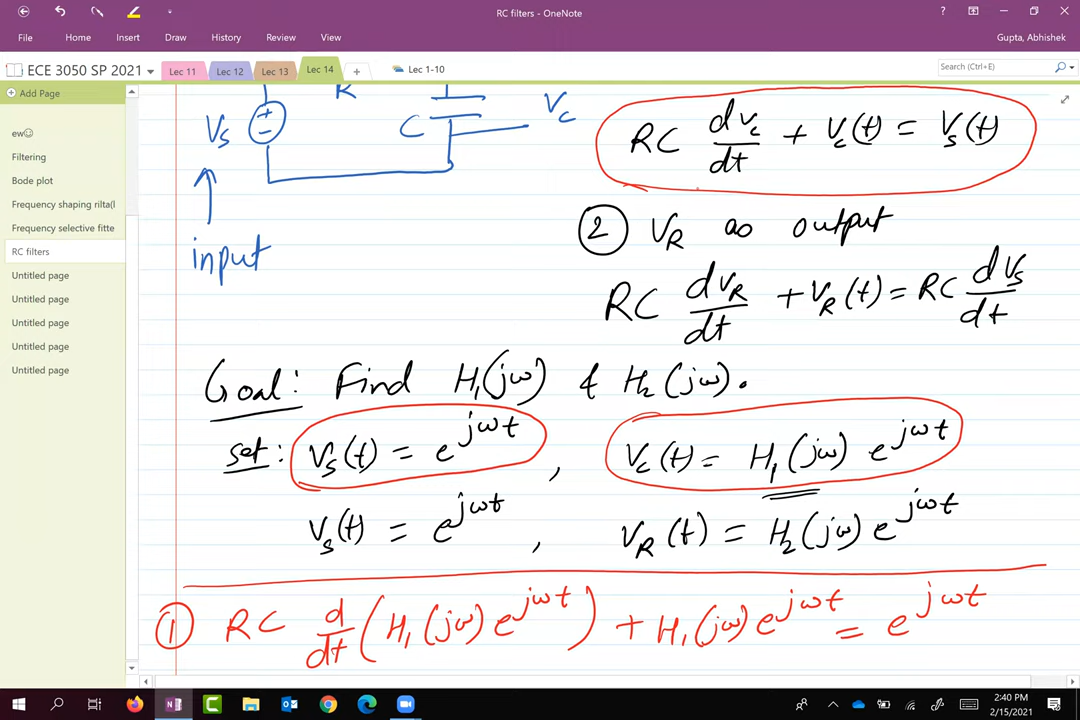 RC filters - OneNote
?
Gupta, Abhishek
File Home Insert Draw History Review View
ECE 3050 SP 2021
Lec 11 Lec 12 Lec 13 Lec 14 + Lec 1-10
Search (Ctrl+E)
Add Page
ew☺
Filtering
Bode plot
Frequency shaping filta(l
Frequency selective fitte
RC filters
Untitled page
Untitled page
Untitled page
Untitled page
Untitled page
R
Vs + - C Vc
input
RC dVc/dt + Vc(t) = Vs(t)
② VR as output
RC dVR/dt + VR(t) = RC dVs/dt
Goal: Find H₁(jω) & H₂(jω).
set: Vs(t) = e^jωt , Vc(t) = H₁(jω) e^jωt
Vs(t) = e^jωt , VR(t) = H₂(jω) e^jωt
① RC d/dt (H₁(jω) e^jωt) + H₁(jω) e^jωt = e^jωt
2:40 PM
2/15/2021